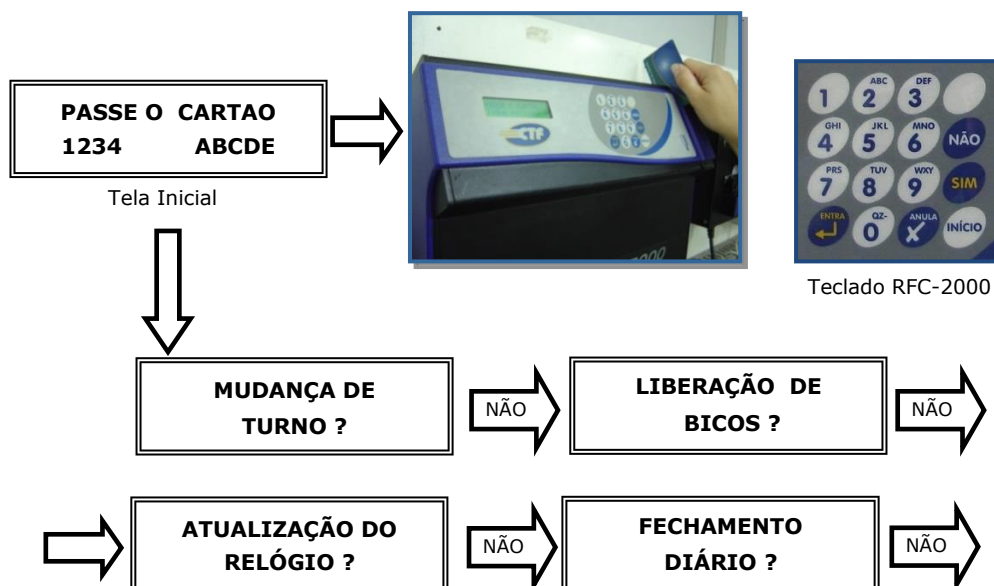 PASSE O CARTAO
1234 ABCDE
Tela Inicial
CTF
1
ABC
2
DEF
3
GHI
4
JKL
5
MNO
6
NÃO
PRS
7
TUV
8
WXY
9
SIM
ENTRA
QZ-
0
ANULA
INÍCIO
Teclado RFC-2000
MUDANÇA DE
TURNO ?
NÃO
LIBERAÇÃO DE
BICOS ?
NÃO
ATUALIZAÇÃO DO
RELÓGIO ?
NÃO
FECHAMENTO
DIÁRIO ?
NÃO